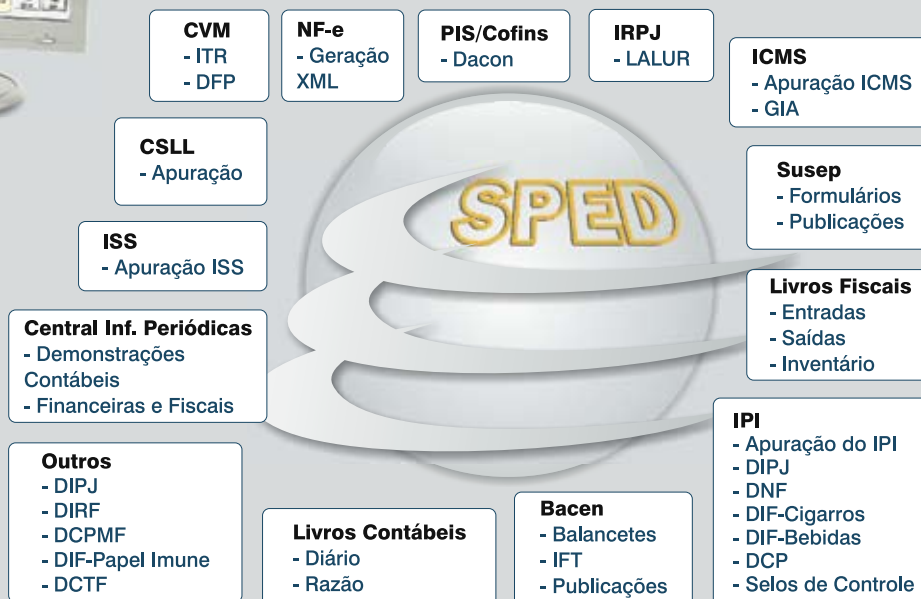 CVM
- ITR
- DFP
NF-e
- Geração
XML
PIS/Cofins
- Dacon
IRPJ
- LALUR
ICMS
- Apuração ICMS
- GIA
CSLL
- Apuração
SPED
Susep
- Formulários
- Publicações
ISS
- Apuração ISS
Livros Fiscais
- Entradas
- Saídas
- Inventário
Central Inf. Periódicas
- Demonstrações
Contábeis
- Financeiras e Fiscais
IPI
- Apuração do IPI
- DIPJ
- DNF
- DIF-Cigarros
- DIF-Bebidas
- DCP
- Selos de Controle
Outros
- DIPJ
- DIRF
- DCPMF
- DIF-Papel Imune
- DCTF
Livros Contábeis
- Diário
- Razão
Bacen
- Balancetes
- IFT
- Publicações